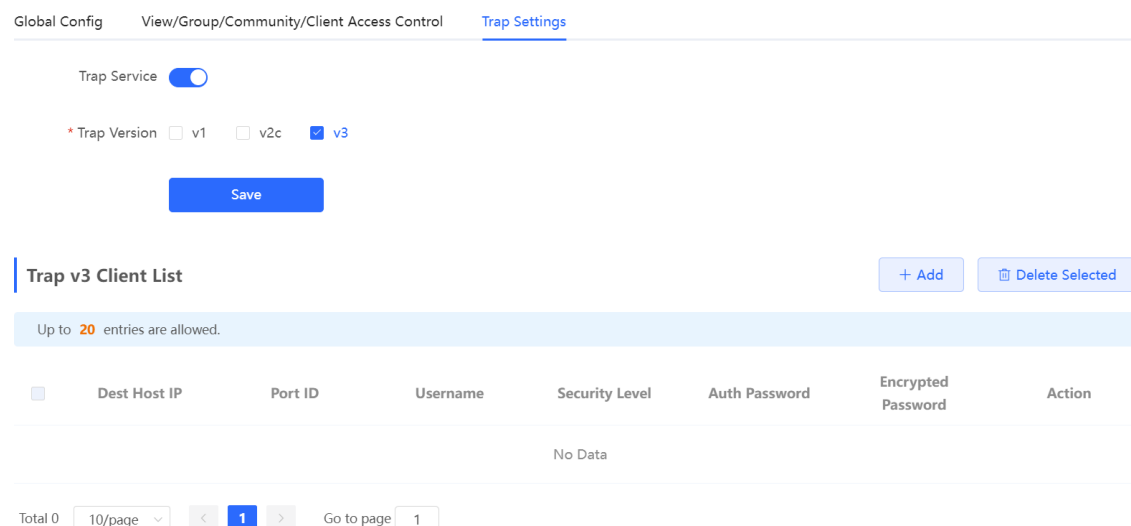 Global Config View/Group/Community/Client Access Control Trap Settings
Trap Service
* Trap Version v1 v2c v3
Save
Trap v3 Client List + Add Delete Selected
Up to 20 entries are allowed.
Dest Host IP Port ID Username Security Level Auth Password Encrypted Password Action
No Data
Total 0 10/page < 1 > Go to page 1